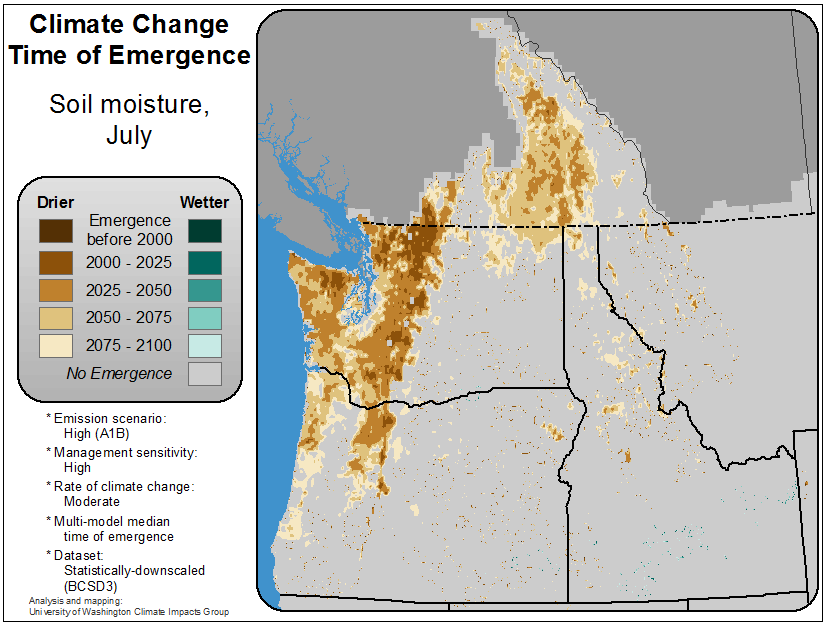 Climate Change
Time of Emergence
Soil moisture,
July
Drier
Wetter
Emergence
before 2000
2000 - 2025
2025 - 2050
2050 - 2075
2075 - 2100
No Emergence
* Emission scenario:
High (A1B)
* Management sensitivity:
High
* Rate of climate change:
Moderate
* Multi-model median
time of emergence
* Dataset:
Statistically-downscaled
(BCSD3)
Analysis and mapping:
University of Washington Climate Impacts Group